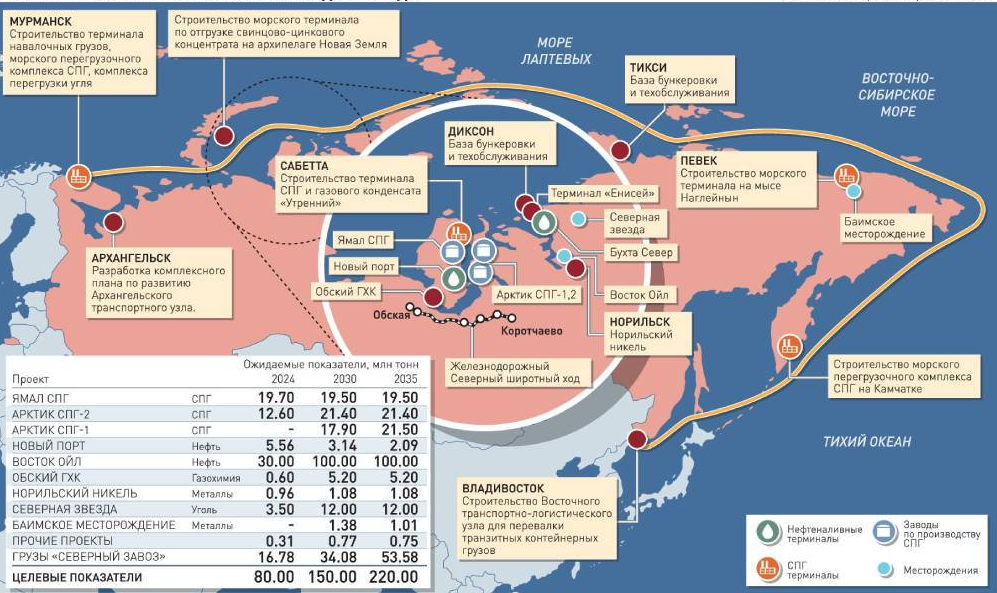 МУРМАНСК
Строительство терминала
навалочных грузов,
морского перегрузочного
комплекса СПГ, комплекса
перегрузки угля
Строительство морского терминала
по отгрузке свинцово-цинкового
концентрата на архипелаге Новая Земля
МОРЕ
ЛАПТЕВЫХ
ТИКСИ
База бункеровки
и техобслуживания
ВОСТОЧНО-
СИБИРСКОЕ
МОРЕ
ДИКСОН
База бункеровки
и техобслуживания
САБЕТТА
Строительство терминала
СПГ и газового конденсата
«Утренний»
ПЕВЕК
Строительство морского
терминала на мысе
Наглейнын
Терминал «Енисей»
Северная
звезда
Баимское
месторождение
Ямал СПГ
Бухта Север
Новый порт
АРХАНГЕЛЬСК
Разработка комплексного
плана по развитию
Архангельского
транспортного узла.
Обский ГХК
Арктик СПГ-1,2
Восток Ойл
Обская
Коротчаево
НОРИЛЬСК
Норильский
никель
Железнодорожный
Северный широтный ход
Строительство морского
перегрузочного комплекса
СПГ на Камчатке
ТИХИЙ ОКЕАН
Ожидаемые показатели, млн тонн
Проект 2024 2030 2035
ЯМАЛ СПГ СПГ 19.70 19.50 19.50
АРКТИК СПГ-2 СПГ 12.60 21.40 21.40
АРКТИК СПГ-1 СПГ - 17.90 21.50
НОВЫЙ ПОРТ Нефть 5.56 3.14 2.09
ВОСТОК ОЙЛ Нефть 30.00 100.00 100.00
ОБСКИЙ ГХК Газохимия 0.60 5.20 5.20
НОРИЛЬСКИЙ НИКЕЛЬ Металлы 0.96 1.08 1.08
СЕВЕРНАЯ ЗВЕЗДА Уголь 3.50 12.00 12.00
БАИМСКОЕ МЕСТОРОЖДЕНИЕ Металлы - 1.38 1.01
ПРОЧИЕ ПРОЕКТЫ 0.31 0.77 0.75
ГРУЗЫ «СЕВЕРНЫЙ ЗАВОЗ» 16.78 34.08 53.58
ЦЕЛЕВЫЕ ПОКАЗАТЕЛИ 80.00 150.00 220.00
ВЛАДИВОСТОК
Строительство Восточного
транспортно-логистического
узла для перевалки
транзитных контейнерных
грузов
Нефтеналивные
терминалы
Заводы
по производству
СПГ
СПГ
терминалы
Месторождения